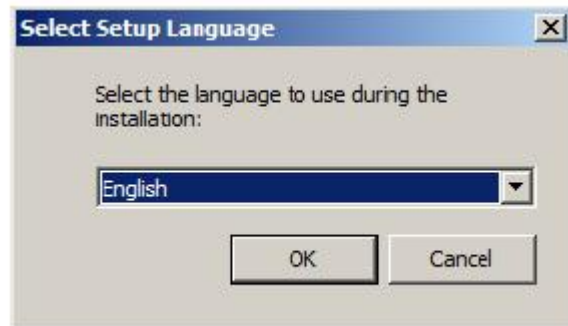 Select Setup Language
Select the language to use during the
installation:
English
OK
Cancel